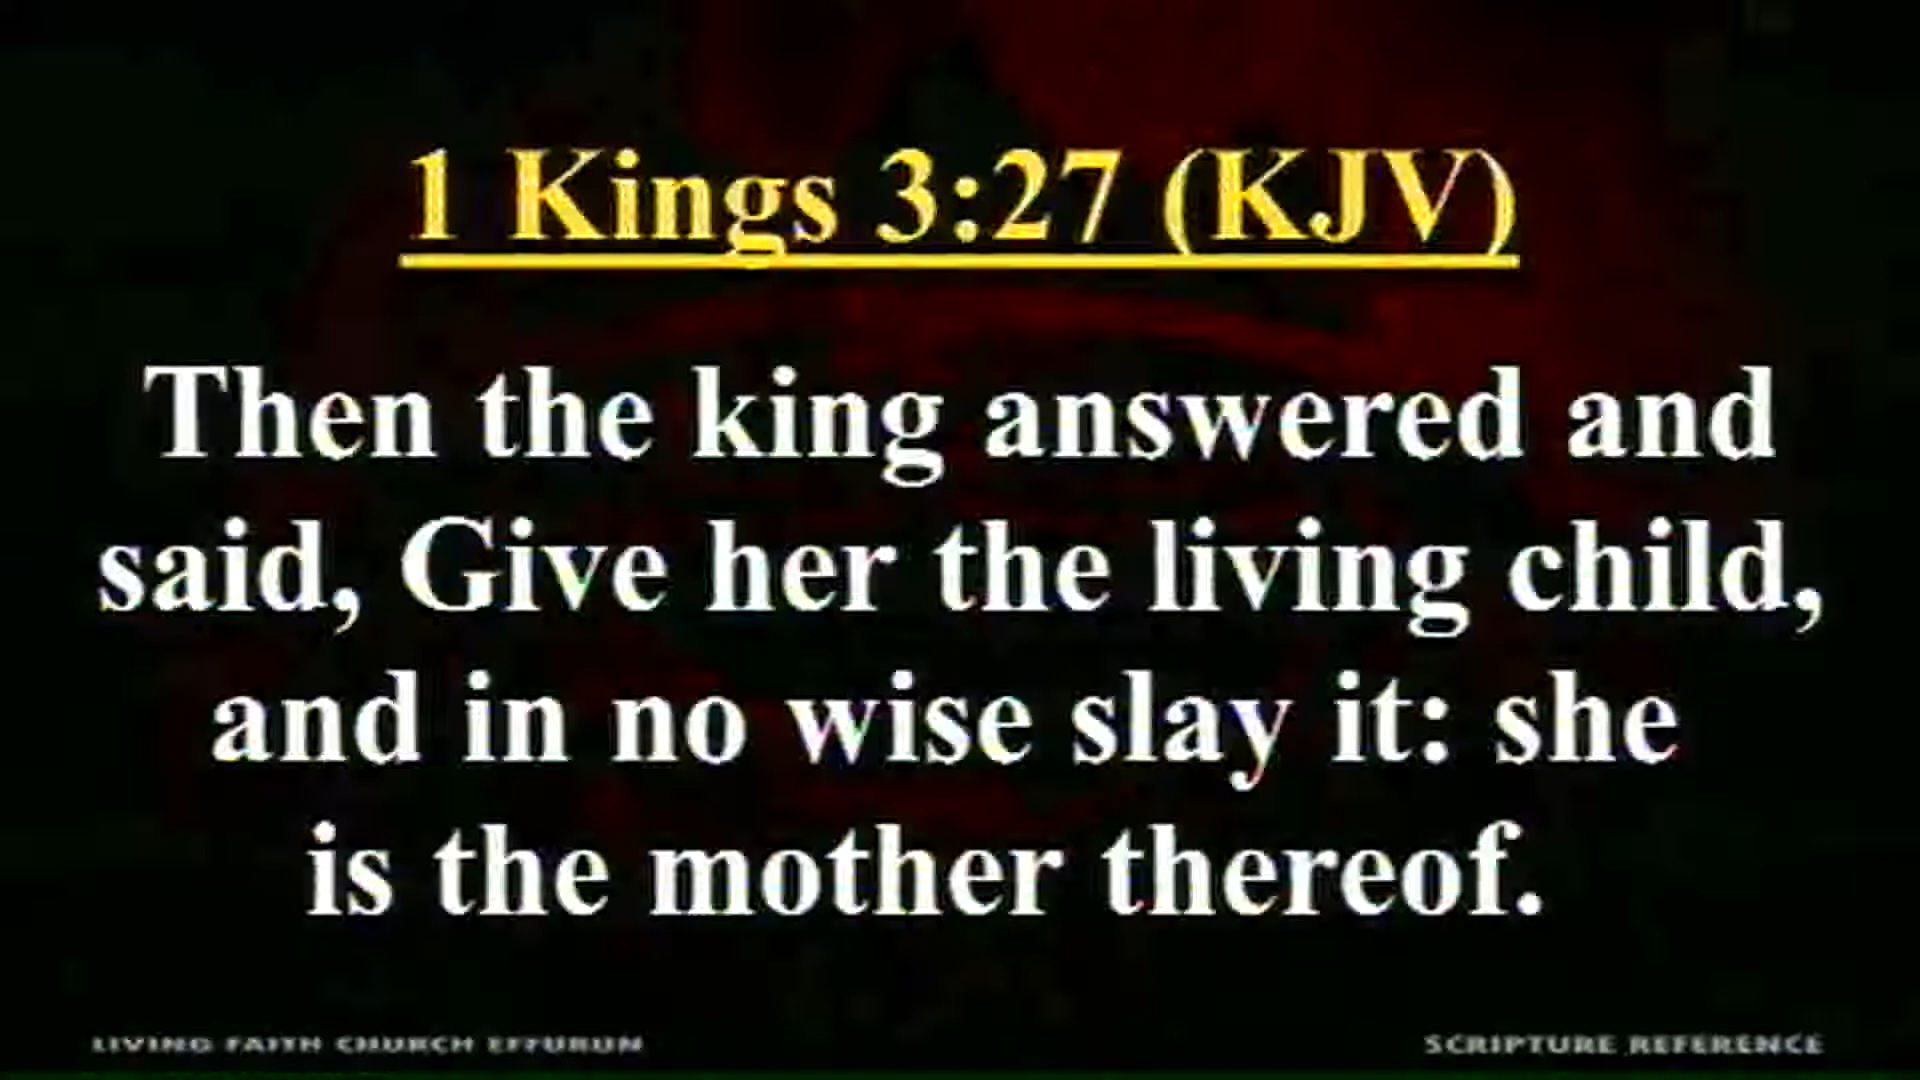 1 Kings 3:27 (KJV)
Then the king answered and
said, Give her the living child,
and in no wise slay it: she
is the mother thereof.
LIVING FAITH CHURCH EFFURUN
SCRIPTURE REFERENCE